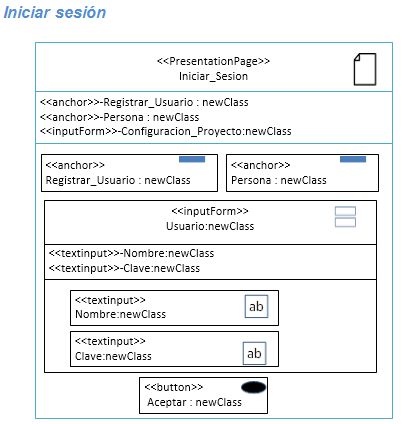 Iniciar sesión
<<PresentationPage>>
Iniciar_Sesion
<<anchor>>-Registrar_Usuario : newClass
<<anchor>>-Persona : newClass
<<inputForm>>-Configuracion_Proyecto:newClass
<<anchor>>
Registrar_Usuario : newClass
<<anchor>>
Persona : newClass
<<inputForm>>
Usuario:newClass
<<textinput>>-Nombre:newClass
<<textinput>>-Clave:newClass
<<textinput>>
Nombre:newClass
ab
<<textinput>>
Clave:newClass
ab
<<button>>
Aceptar : newClass